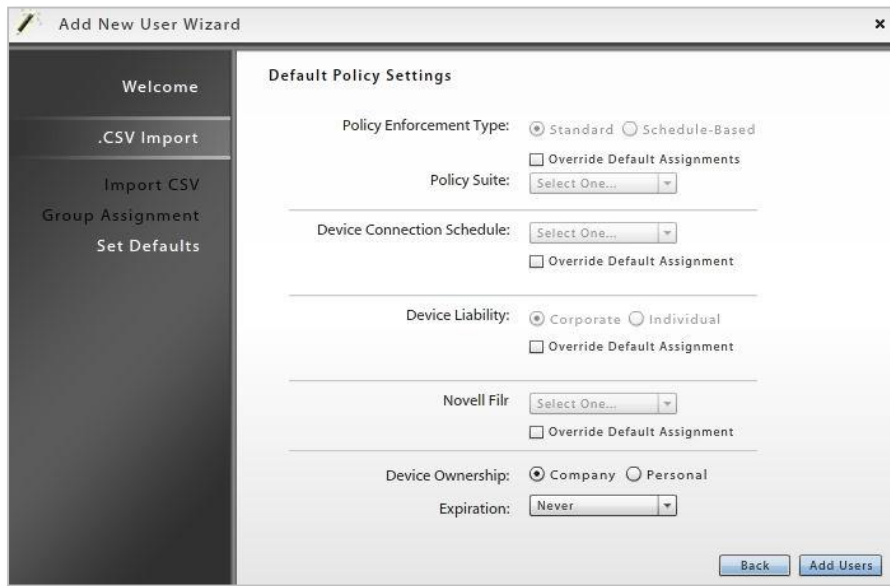 Add New User Wizard
Welcome
.CSV Import
Import CSV
Group Assignment
Set Defaults
Default Policy Settings
Policy Enforcement Type: Standard Schedule-Based
Override Default Assignments
Policy Suite: Select One...
Device Connection Schedule: Select One...
Override Default Assignment
Device Liability: Corporate Individual
Override Default Assignment
Novell Filr Select One...
Override Default Assignment
Device Ownership: Company Personal
Expiration: Never
Back Add Users